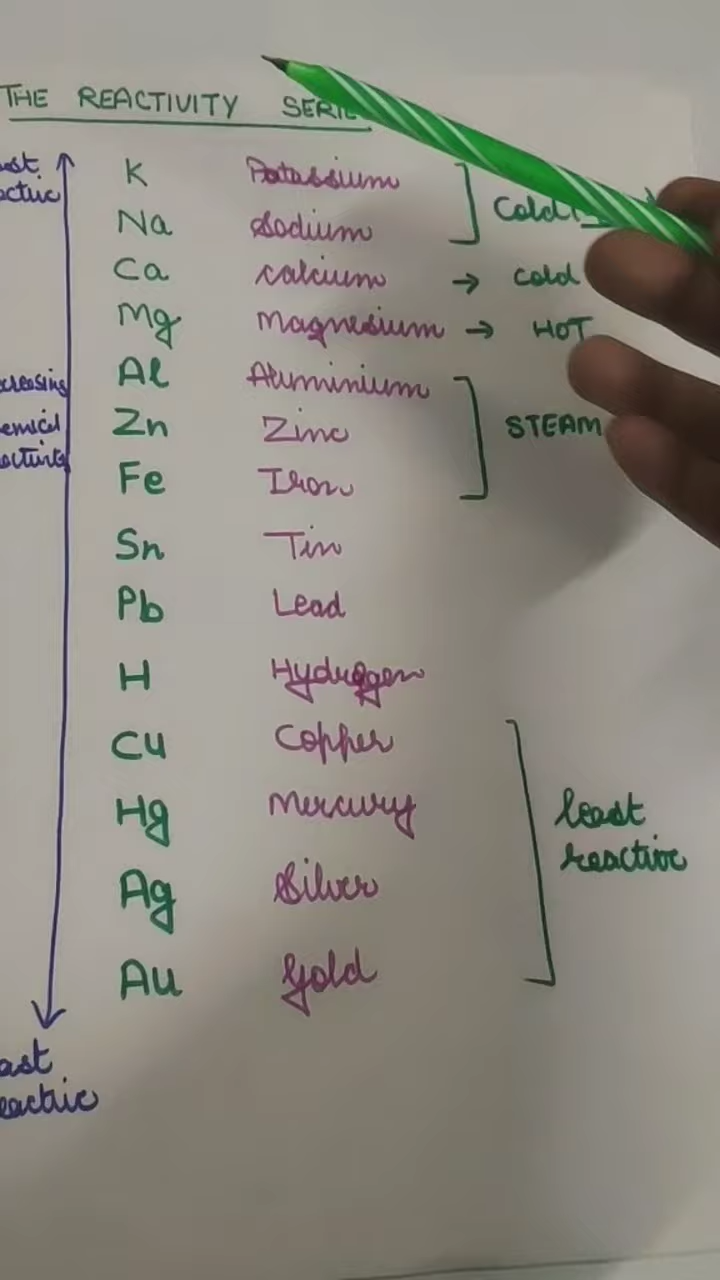 THE REACTIVITY SERIE
K Potassium
Na Sodium
Cold
Ca Calcium → Cold
Mg Magnesium → HOT
Al Aluminium
Zn Zinc
STEAM
Fe Iron
Sn Tin
Pb Lead
H Hydrogen
Cu Copper
Hg Mercury
least
reactive
Ag Silver
Au Gold